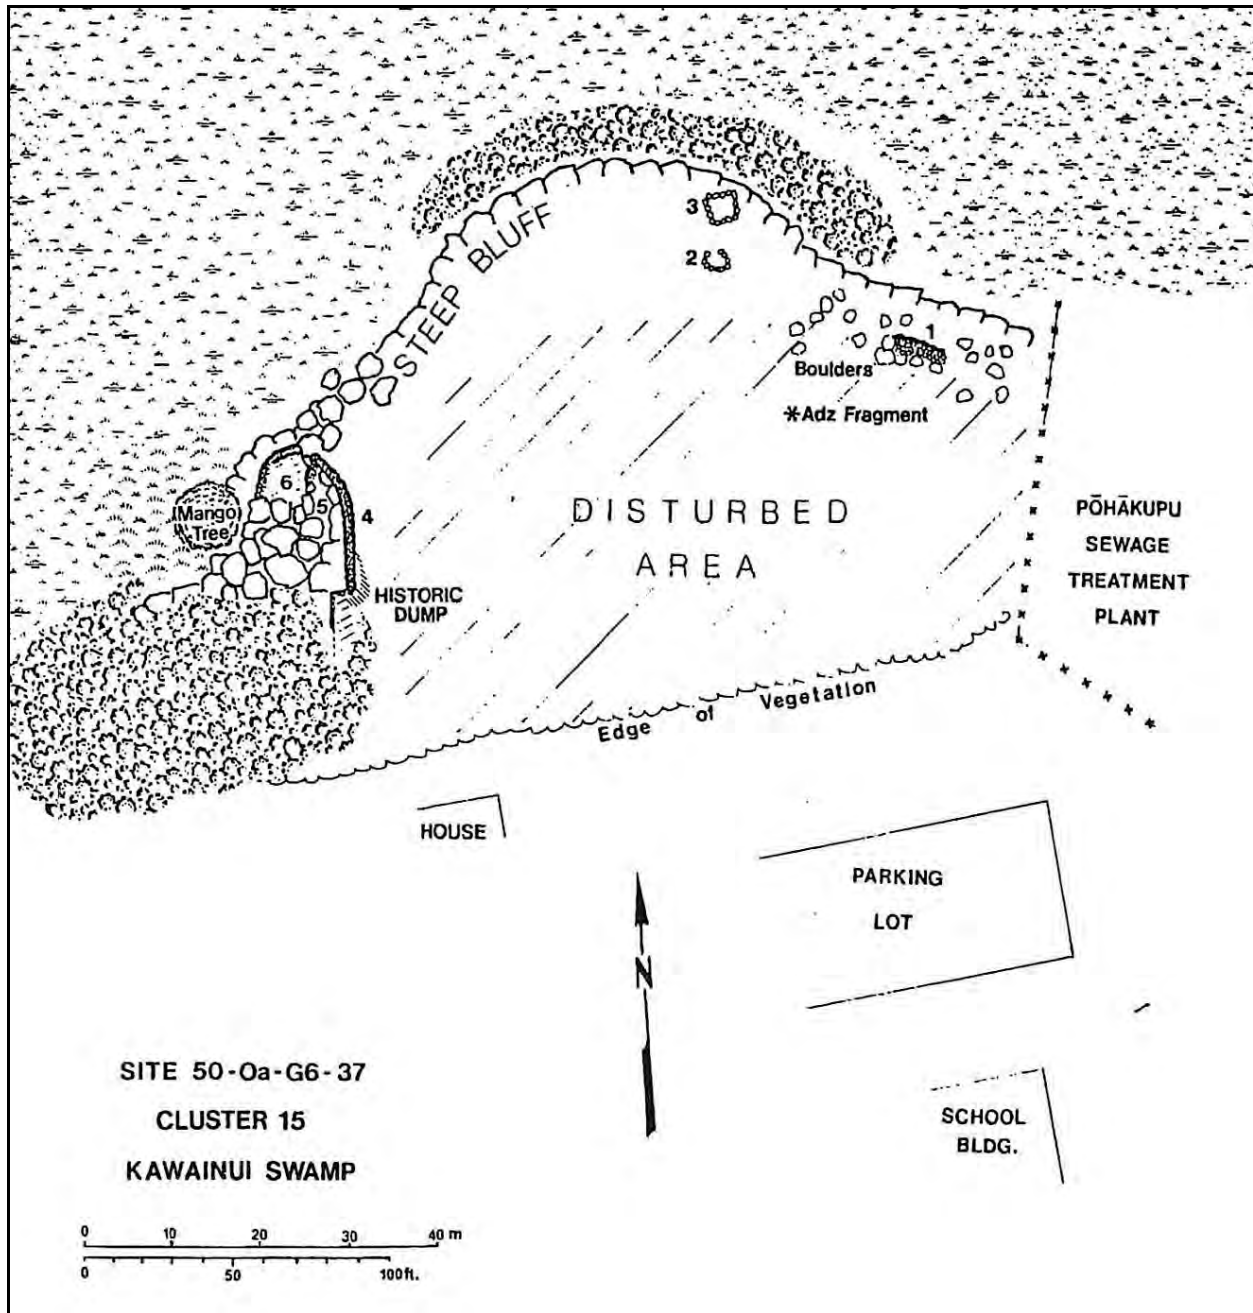 STEEP BLUFF
3
2
1
Boulders
*Adz Fragment
6
5
4
Mango
Tree
DISTURBED
AREA
PŌHĀKUPU
SEWAGE
TREATMENT
PLANT
HISTORIC
DUMP
Edge of Vegetation
HOUSE
PARKING
LOT
N
SITE 50-Oa-G6-37
CLUSTER 15
KAWAINUI SWAMP
SCHOOL
BLDG.
0 10 20 30 40 m
0 50 100 ft.